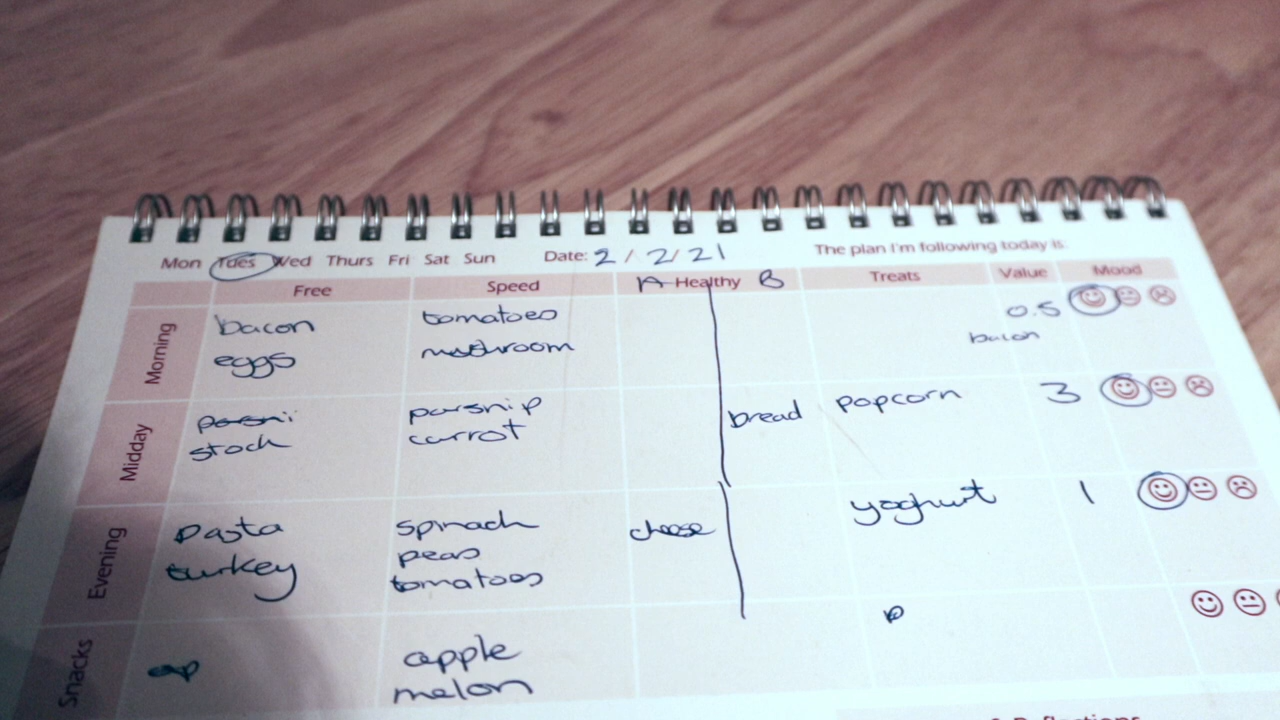 Mon Tues Wed Thurs Fri Sat Sun Date: 2/2/21 The plan I'm following today is:
Free Speed A Healthy B Treats Value Mood
Morning
bacon
eggs
tomatoes
mushroom
0.5
bacon
Midday
stock
parsnip
carrot
bread
popcorn
3
Evening
pasta
turkey
spinach
peas
tomatoes
cheese
yoghurt
1
Snacks
apple
melon
Reflections